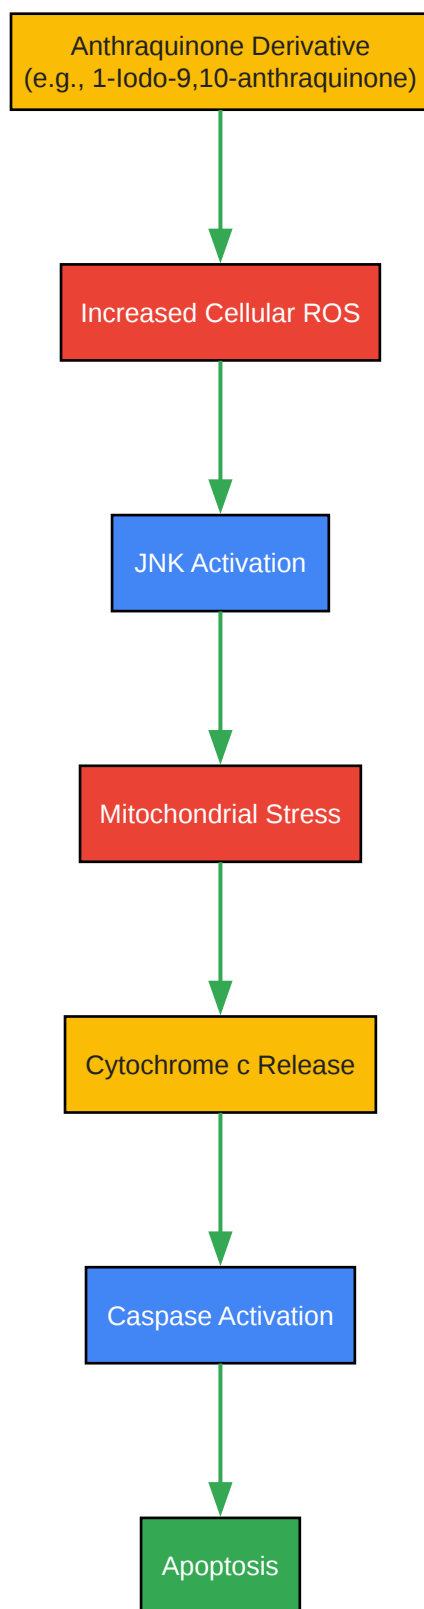 Anthraquinone Derivative
(e.g., 1-Iodo-9,10-anthraquinone)
Increased Cellular ROS
JNK Activation
Mitochondrial Stress
Cytochrome c Release
Caspase Activation
Apoptosis